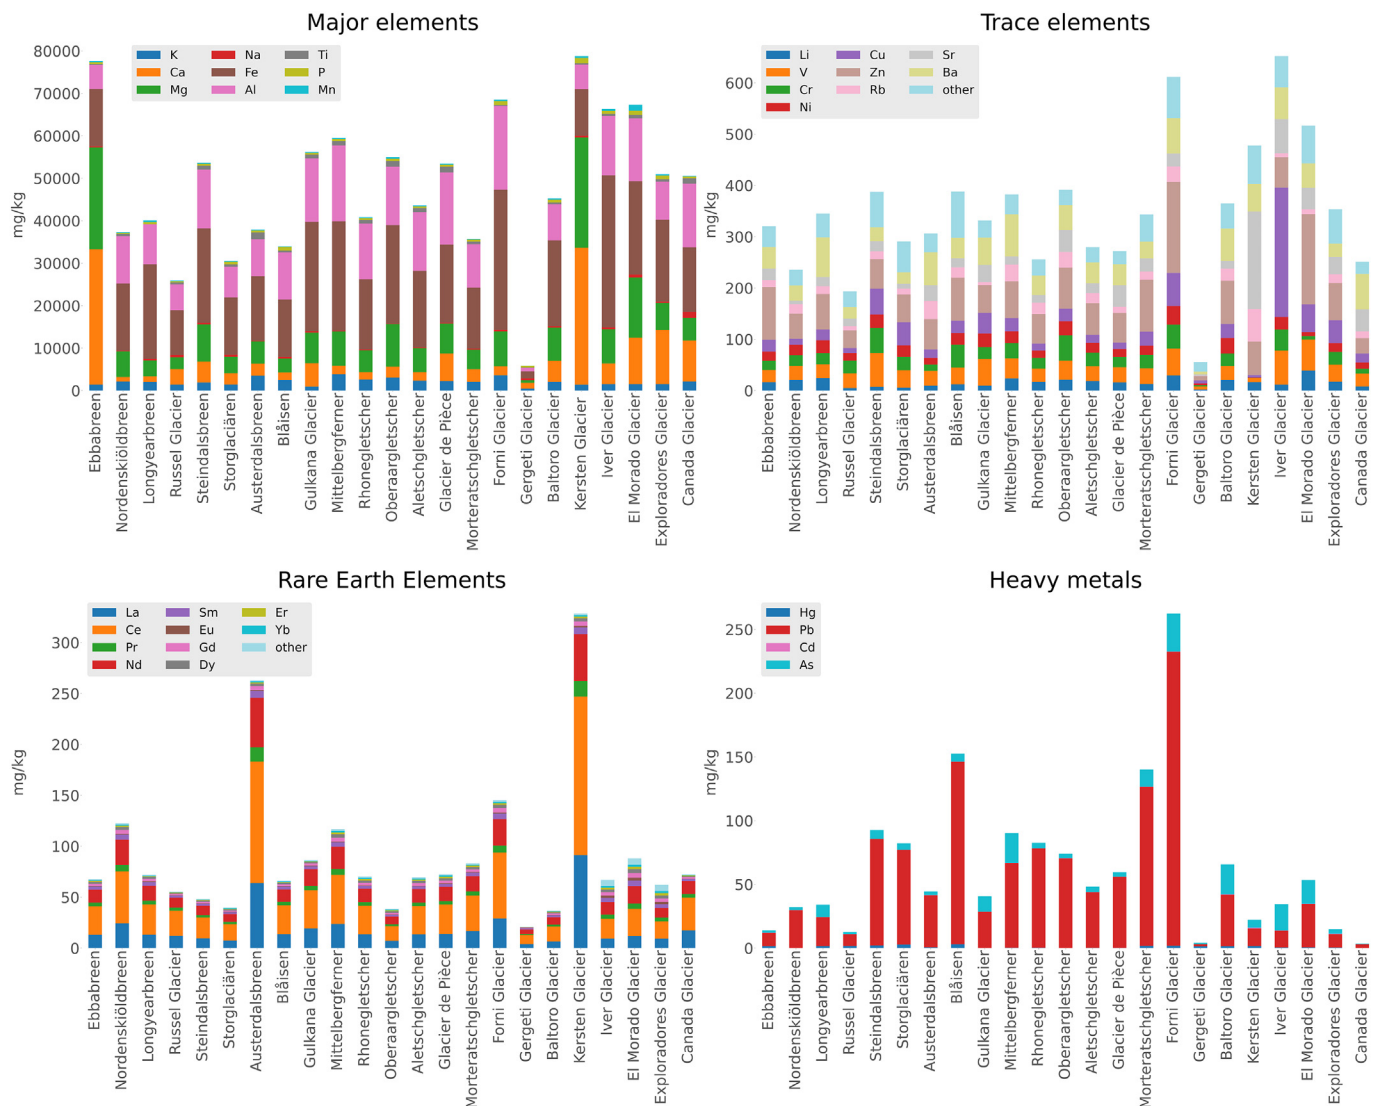 Major elements
K
Ca
Mg
Na
Fe
Al
Ti
P
Mn
mg/kg
80000
70000
60000
50000
40000
30000
20000
10000
0
Ebbabreen
Nordenskiöldbreen
Longyearbreen
Russel Glacier
Steindalsbreen
Storglaciären
Austerdalsbreen
Blåisen
Gulkana Glacier
Mittelbergferner
Rhonegletscher
Oberaargletscher
Aletschgletscher
Glacier de Pièce
Morteratschgletscher
Forni Glacier
Gergeti Glacier
Baltoro Glacier
Kersten Glacier
Iver Glacier
El Morado Glacier
Exploradores Glacier
Canada Glacier
Trace elements
Li
V
Cr
Ni
Cu
Zn
Rb
Sr
Ba
other
mg/kg
600
500
400
300
200
100
0
Ebbabreen
Nordenskiöldbreen
Longyearbreen
Russel Glacier
Steindalsbreen
Storglaciären
Austerdalsbreen
Blåisen
Gulkana Glacier
Mittelbergferner
Rhonegletscher
Oberaargletscher
Aletschgletscher
Glacier de Pièce
Morteratschgletscher
Forni Glacier
Gergeti Glacier
Baltoro Glacier
Kersten Glacier
Iver Glacier
El Morado Glacier
Exploradores Glacier
Canada Glacier
Rare Earth Elements
La
Ce
Pr
Nd
Sm
Eu
Gd
Dy
Er
Yb
other
mg/kg
300
250
200
150
100
50
0
Ebbabreen
Nordenskiöldbreen
Longyearbreen
Russel Glacier
Steindalsbreen
Storglaciären
Austerdalsbreen
Blåisen
Gulkana Glacier
Mittelbergferner
Rhonegletscher
Oberaargletscher
Aletschgletscher
Glacier de Pièce
Morteratschgletscher
Forni Glacier
Gergeti Glacier
Baltoro Glacier
Kersten Glacier
Iver Glacier
El Morado Glacier
Exploradores Glacier
Canada Glacier
Heavy metals
Hg
Pb
Cd
As
mg/kg
250
200
150
100
50
0
Ebbabreen
Nordenskiöldbreen
Longyearbreen
Russel Glacier
Steindalsbreen
Storglaciären
Austerdalsbreen
Blåisen
Gulkana Glacier
Mittelbergferner
Rhonegletscher
Oberaargletscher
Aletschgletscher
Glacier de Pièce
Morteratschgletscher
Forni Glacier
Gergeti Glacier
Baltoro Glacier
Kersten Glacier
Iver Glacier
El Morado Glacier
Exploradores Glacier
Canada Glacier